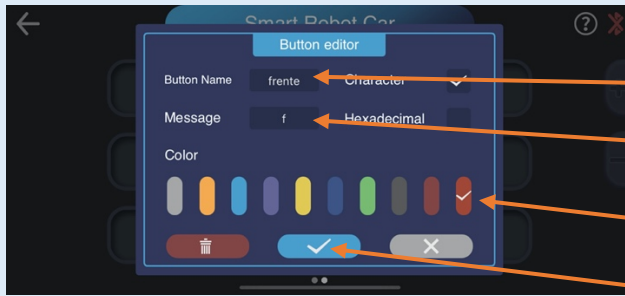 Smart Robot Car
Button editor
Button Name frente Character
Message f Hexadecimal
Color